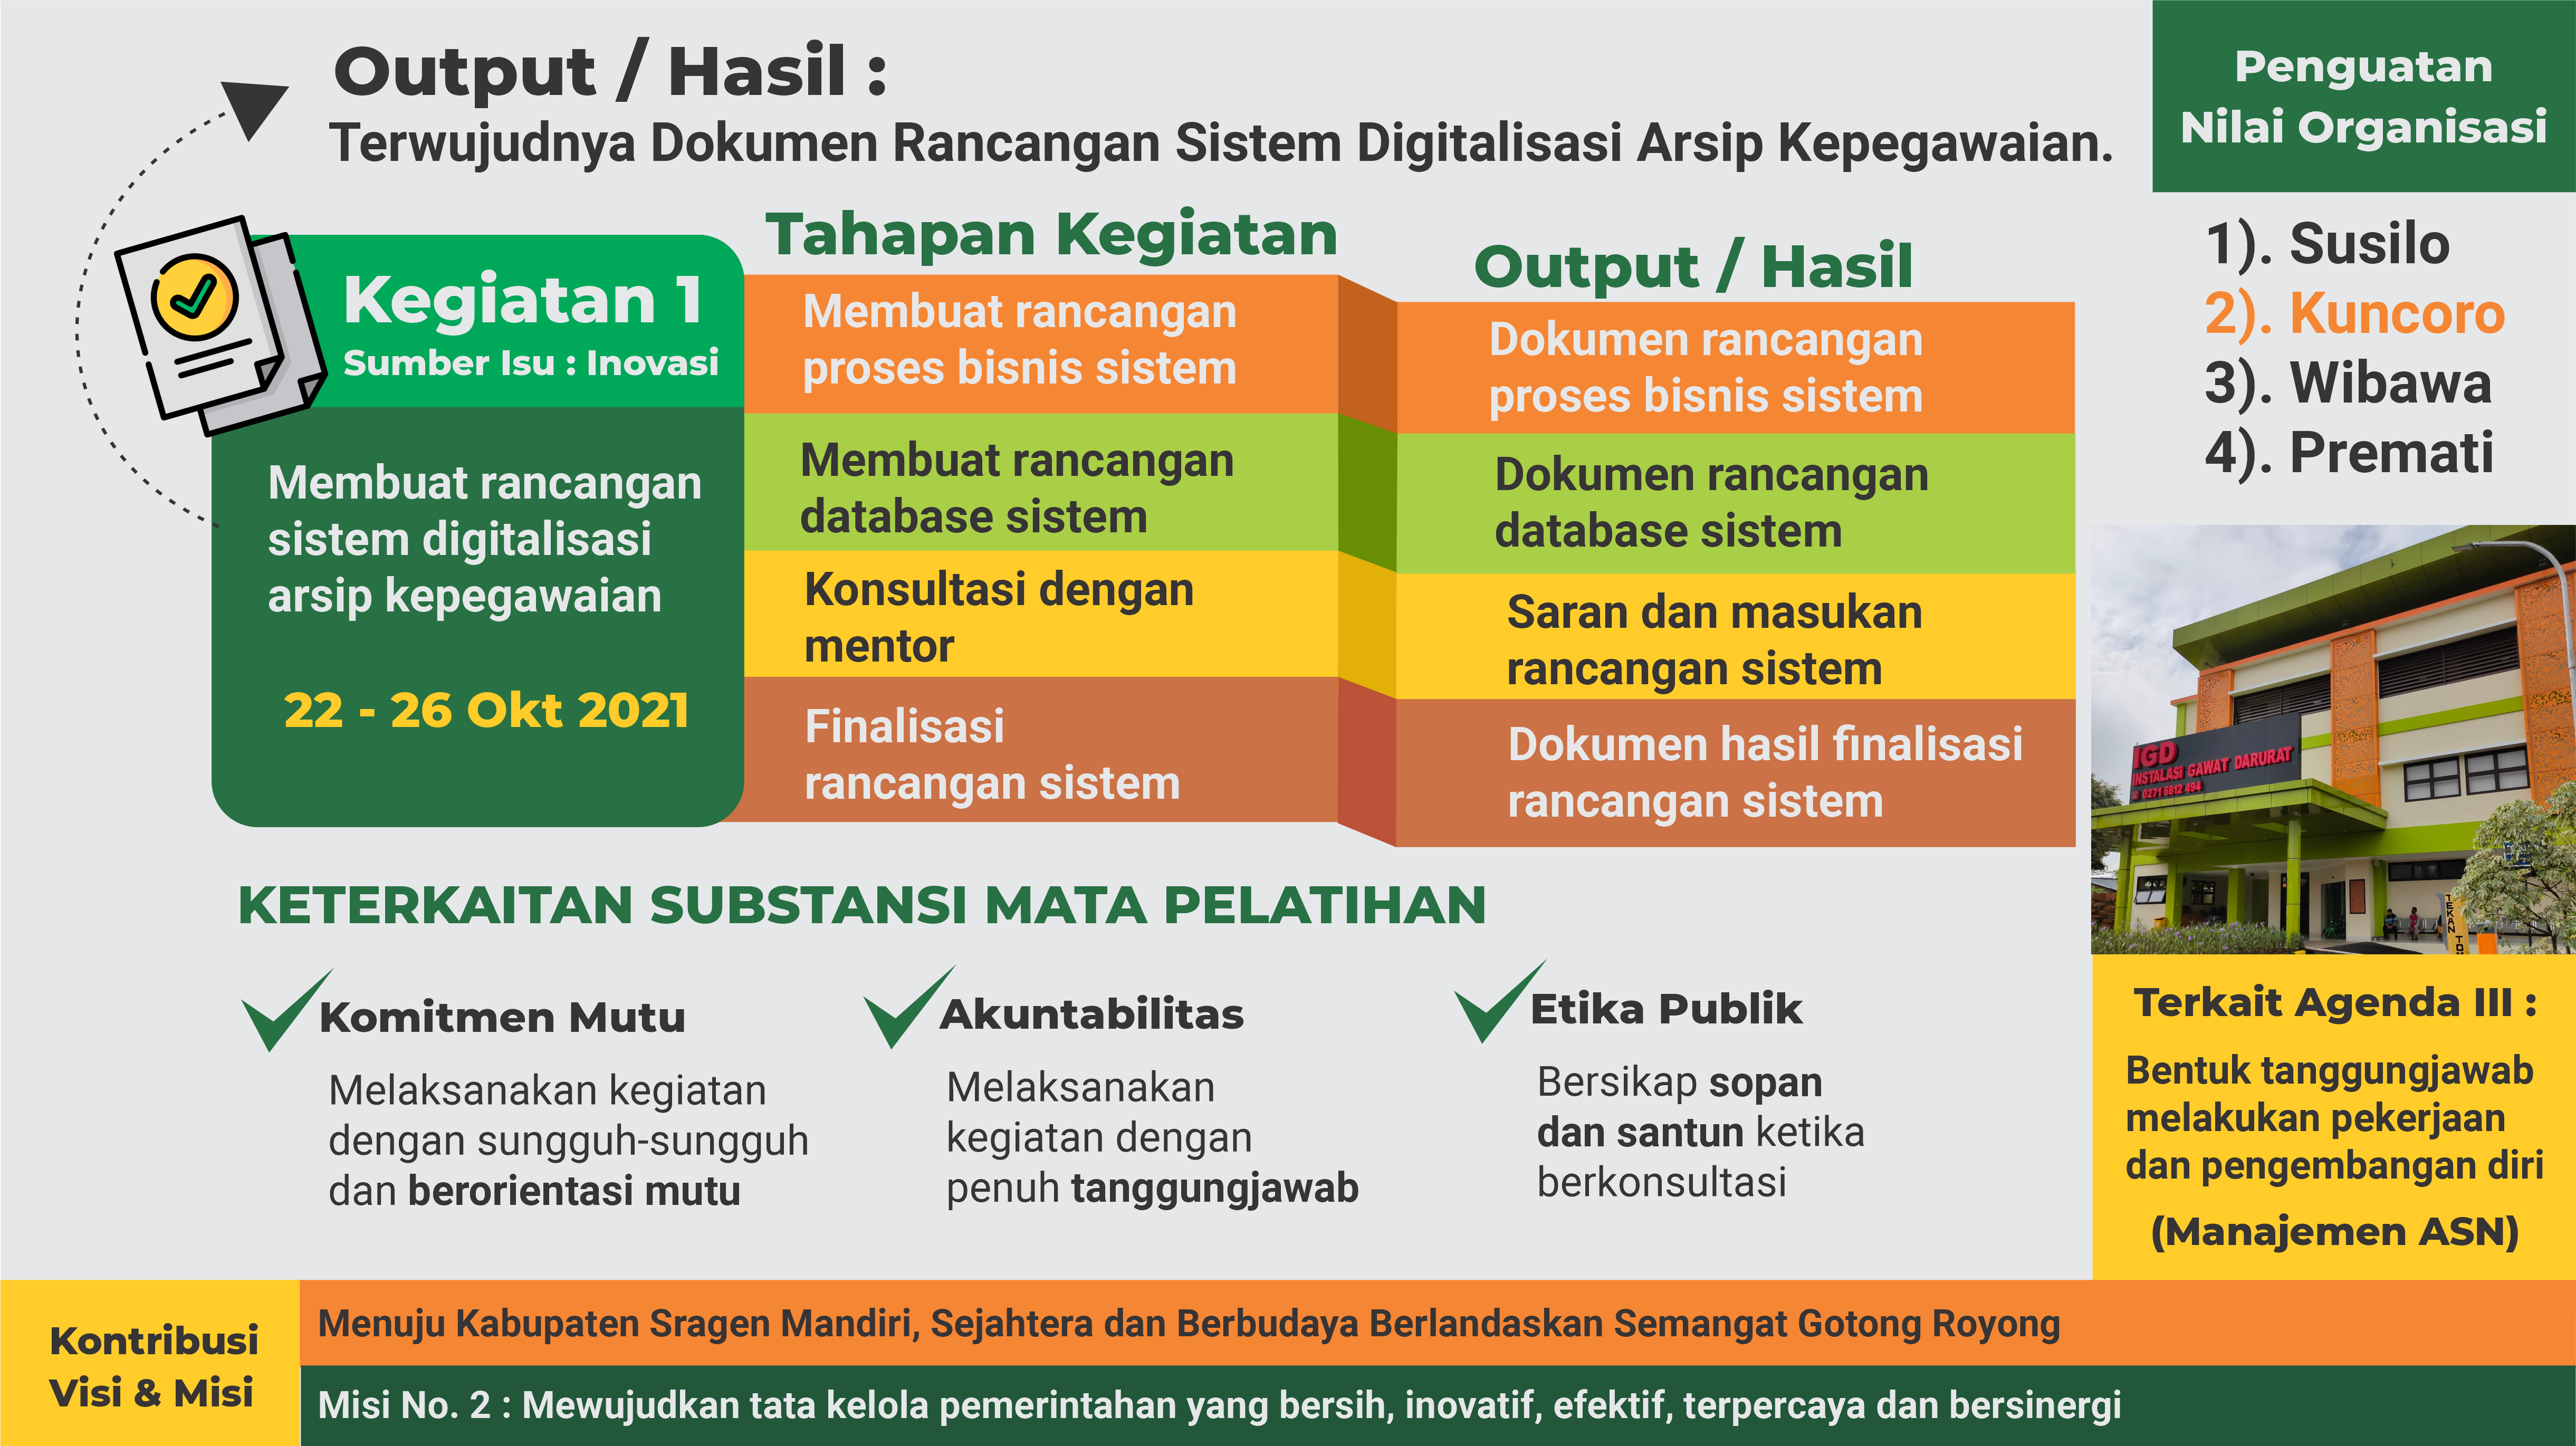 Output / Hasil :
Terwujudnya Dokumen Rancangan Sistem Digitalisasi Arsip Kepegawaian.
Penguatan
Nilai Organisasi
1). Susilo
2). Kuncoro
3). Wibawa
4). Premati
Kegiatan 1
Sumber Isu : Inovasi
Membuat rancangan
sistem digitalisasi
arsip kepegawaian
22 - 26 Okt 2021
Tahapan Kegiatan
Membuat rancangan
proses bisnis sistem
Membuat rancangan
database sistem
Konsultasi dengan
mentor
Finalisasi
rancangan sistem
Output / Hasil
Dokumen rancangan
proses bisnis sistem
Dokumen rancangan
database sistem
Saran dan masukan
rancangan sistem
Dokumen hasil finalisasi
rancangan sistem
IGD
INSTALASI GAWAT DARURAT
0271 6812 494
TEKAN
KETERKAITAN SUBSTANSI MATA PELATIHAN
Komitmen Mutu
Melaksanakan kegiatan
dengan sungguh-sungguh
dan berorientasi mutu
Akuntabilitas
Melaksanakan
kegiatan dengan
penuh tanggungjawab
Etika Publik
Bersikap sopan
dan santun ketika
berkonsultasi
Terkait Agenda III :
Bentuk tanggungjawab
melakukan pekerjaan
dan pengembangan diri
(Manajemen ASN)
Kontribusi
Visi & Misi
Menuju Kabupaten Sragen Mandiri, Sejahtera dan Berbudaya Berlandaskan Semangat Gotong Royong
Misi No. 2 : Mewujudkan tata kelola pemerintahan yang bersih, inovatif, efektif, terpercaya dan bersinergi